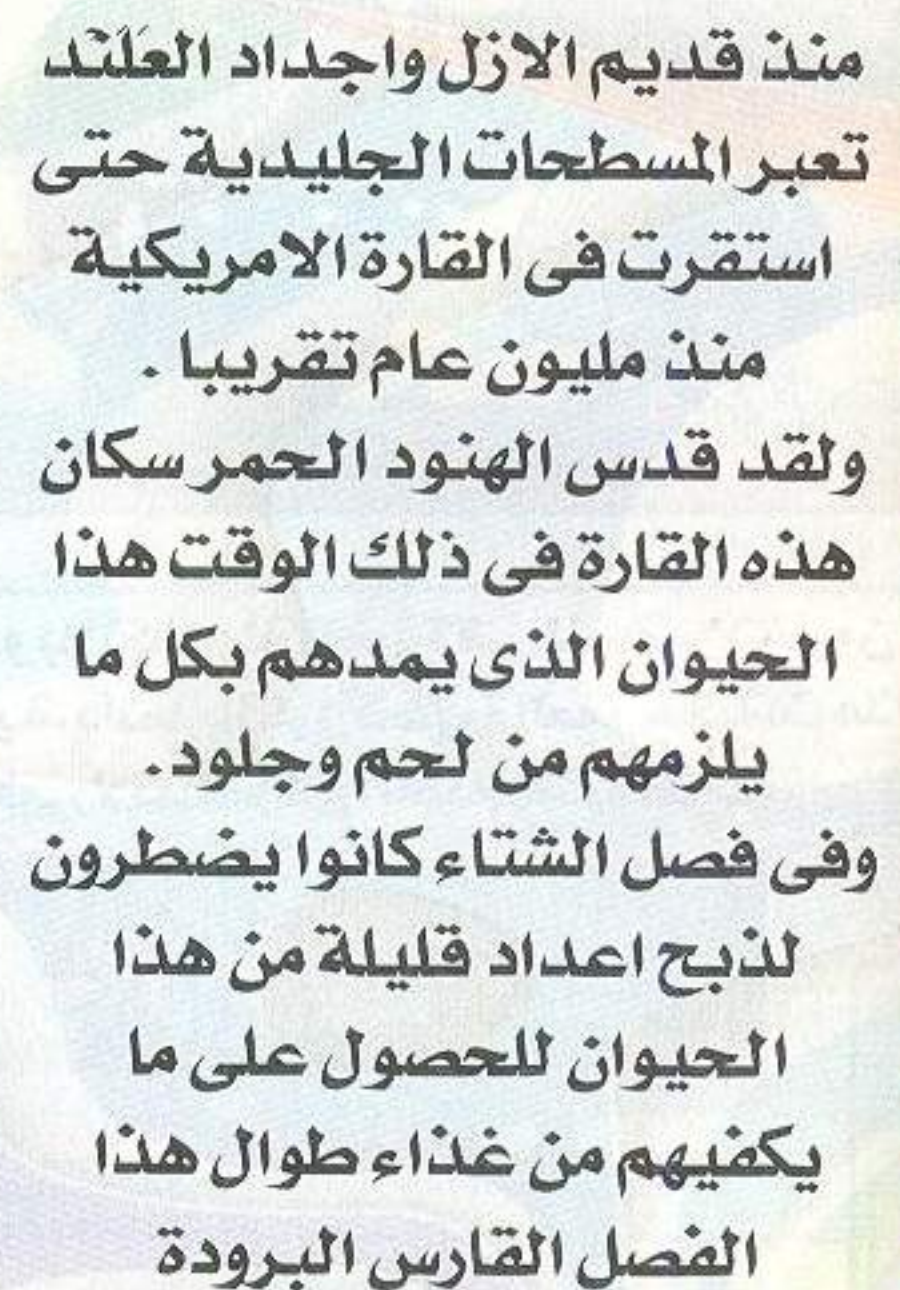 منذ قديم الازل واجداد العَلَنْد
تعبر المسطحات الجليدية حتى
استقرت فى القارة الامريكية
منذ مليون عام تقريبا .
ولقد قدس الهنود الحمر سكان
هذه القارة فى ذلك الوقت هذا
الحيوان الذى يمدهم بكل ما
يلزمهم من لحم وجلود .
وفى فصل الشتاء كانوا يضطرون
لذبح اعداد قليلة من هذا
الحيوان للحصول على ما
يكفيهم من غذاء طوال هذا
الفصل القارس البرودة